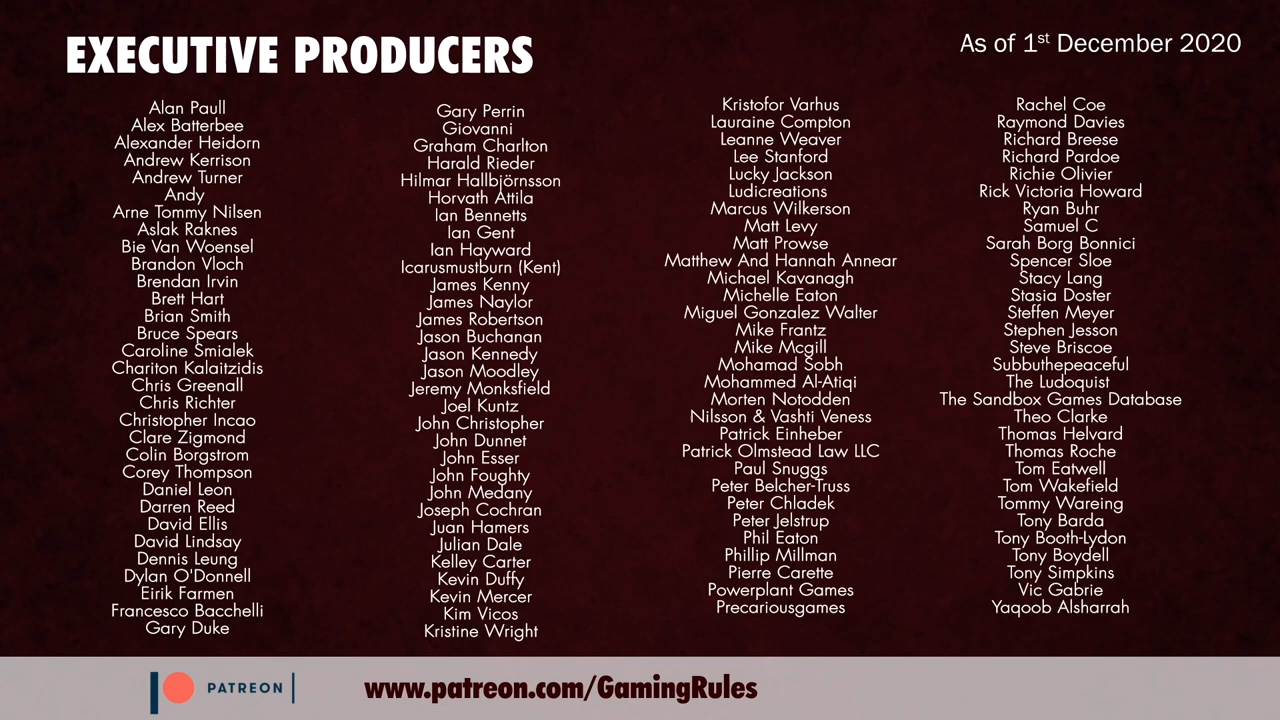 EXECUTIVE PRODUCERS
As of 1st December 2020
Alan Paull
Alex Batterbee
Alexander Heidorn
Andrew Kerrison
Andrew Turner
Andy
Arne Tommy Nilsen
Aslak Raknes
Bie Van Woensel
Brandon Vloch
Brendan Irvin
Brett Hart
Brian Smith
Bruce Spears
Caroline Smialek
Chariton Kalaitzidis
Chris Greenall
Chris Richter
Christopher Incao
Clare Zigmond
Colin Borgstrom
Corey Thompson
Daniel Leon
Darren Reed
David Ellis
David Lindsay
Dennis Leung
Dylan O'Donnell
Eirik Farmen
Francesco Bacchelli
Gary Duke
Gary Perrin
Giovanni
Graham Charlton
Harald Rieder
Hilmar Hallbjörnsson
Horvath Attila
Ian Bennetts
Ian Gent
Ian Hayward
Icarusmustburn (Kent)
James Kenny
James Naylor
James Robertson
Jason Buchanan
Jason Kennedy
Jason Moodley
Jeremy Monksfield
Joel Kuntz
John Christopher
John Dunnet
John Esser
John Foughty
John Medany
Joseph Cochran
Juan Hamers
Julian Dale
Kelley Carter
Kevin Duffy
Kevin Mercer
Kim Vicos
Kristine Wright
Kristofor Varhus
Lauraine Compton
Leanne Weaver
Lee Stanford
Lucky Jackson
Ludicreations
Marcus Wilkerson
Matt Levy
Matt Prowse
Matthew And Hannah Annear
Michael Kavanagh
Michelle Eaton
Miguel Gonzalez Walter
Mike Frantz
Mike Mcgill
Mohamad Sobh
Mohammed Al-Atiqi
Morten Notodden
Nilsson & Vashti Veness
Patrick Einheber
Patrick Olmstead Law LLC
Paul Snuggs
Peter Belcher-Truss
Peter Chladek
Peter Jelstrup
Phil Eaton
Phillip Millman
Pierre Carette
Powerplant Games
Precariousgames
Rachel Coe
Raymond Davies
Richard Breese
Richard Pardoe
Richie Olivier
Rick Victoria Howard
Ryan Buhr
Samuel C
Sarah Borg Bonnici
Spencer Sloe
Stacy Lang
Stasia Doster
Steffen Meyer
Stephen Jesson
Steve Briscoe
Subbuthepeaceful
The Ludoquist
The Sandbox Games Database
Theo Clarke
Thomas Helvard
Thomas Roche
Tom Eatwell
Tom Wakefield
Tommy Wareing
Tony Barda
Tony Booth-Lydon
Tony Boydell
Tony Simpkins
Vic Gabrie
Yaqoob Alsharrah
PATREON
www.patreon.com/GamingRules